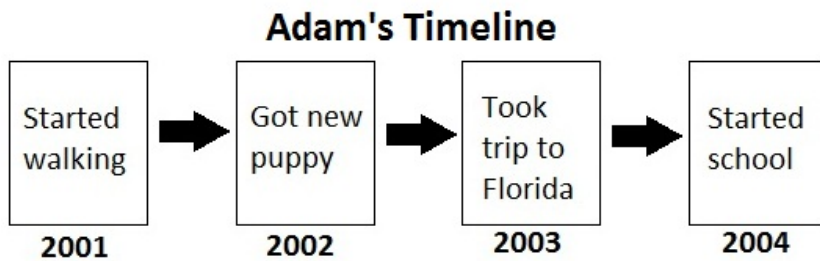 Adam's Timeline
Started
walking
Got new
puppy
Took
trip to
Florida
Started
school
2001
2002
2003
2004